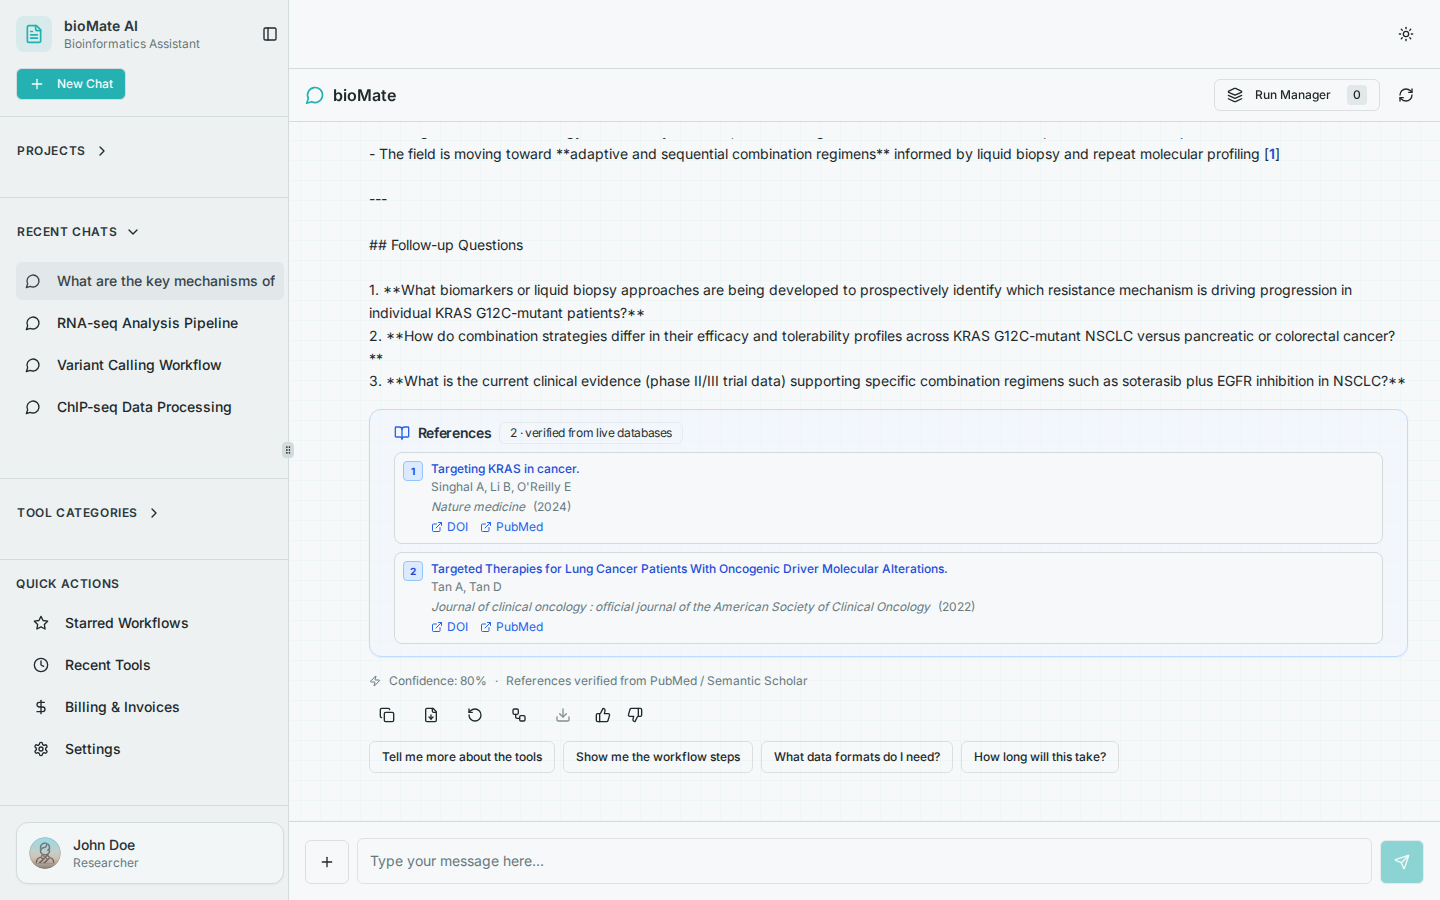 bioMate AI
Bioinformatics Assistant
New Chat
PROJECTS
RECENT CHATS
What are the key mechanisms of
RNA-seq Analysis Pipeline
Variant Calling Workflow
ChIP-seq Data Processing
TOOL CATEGORIES
QUICK ACTIONS
Starred Workflows
Recent Tools
Billing & Invoices
Settings
John Doe
Researcher
bioMate
Run Manager 0
- The field is moving toward **adaptive and sequential combination regimens** informed by liquid biopsy and repeat molecular profiling [1]
---
## Follow-up Questions
1. **What biomarkers or liquid biopsy approaches are being developed to prospectively identify which resistance mechanism is driving progression in
individual KRAS G12C-mutant patients?**
2. **How do combination strategies differ in their efficacy and tolerability profiles across KRAS G12C-mutant NSCLC versus pancreatic or colorectal cancer?
**
3. **What is the current clinical evidence (phase II/III trial data) supporting specific combination regimens such as soterasib plus EGFR inhibition in NSCLC?**
References 2 · verified from live databases
1 Targeting KRAS in cancer.
Singhal A, Li B, O'Reilly E
Nature medicine (2024)
DOI PubMed
2 Targeted Therapies for Lung Cancer Patients With Oncogenic Driver Molecular Alterations.
Tan A, Tan D
Journal of clinical oncology : official journal of the American Society of Clinical Oncology (2022)
DOI PubMed
Confidence: 80% · References verified from PubMed / Semantic Scholar
Tell me more about the tools Show me the workflow steps What data formats do I need? How long will this take?
Type your message here...